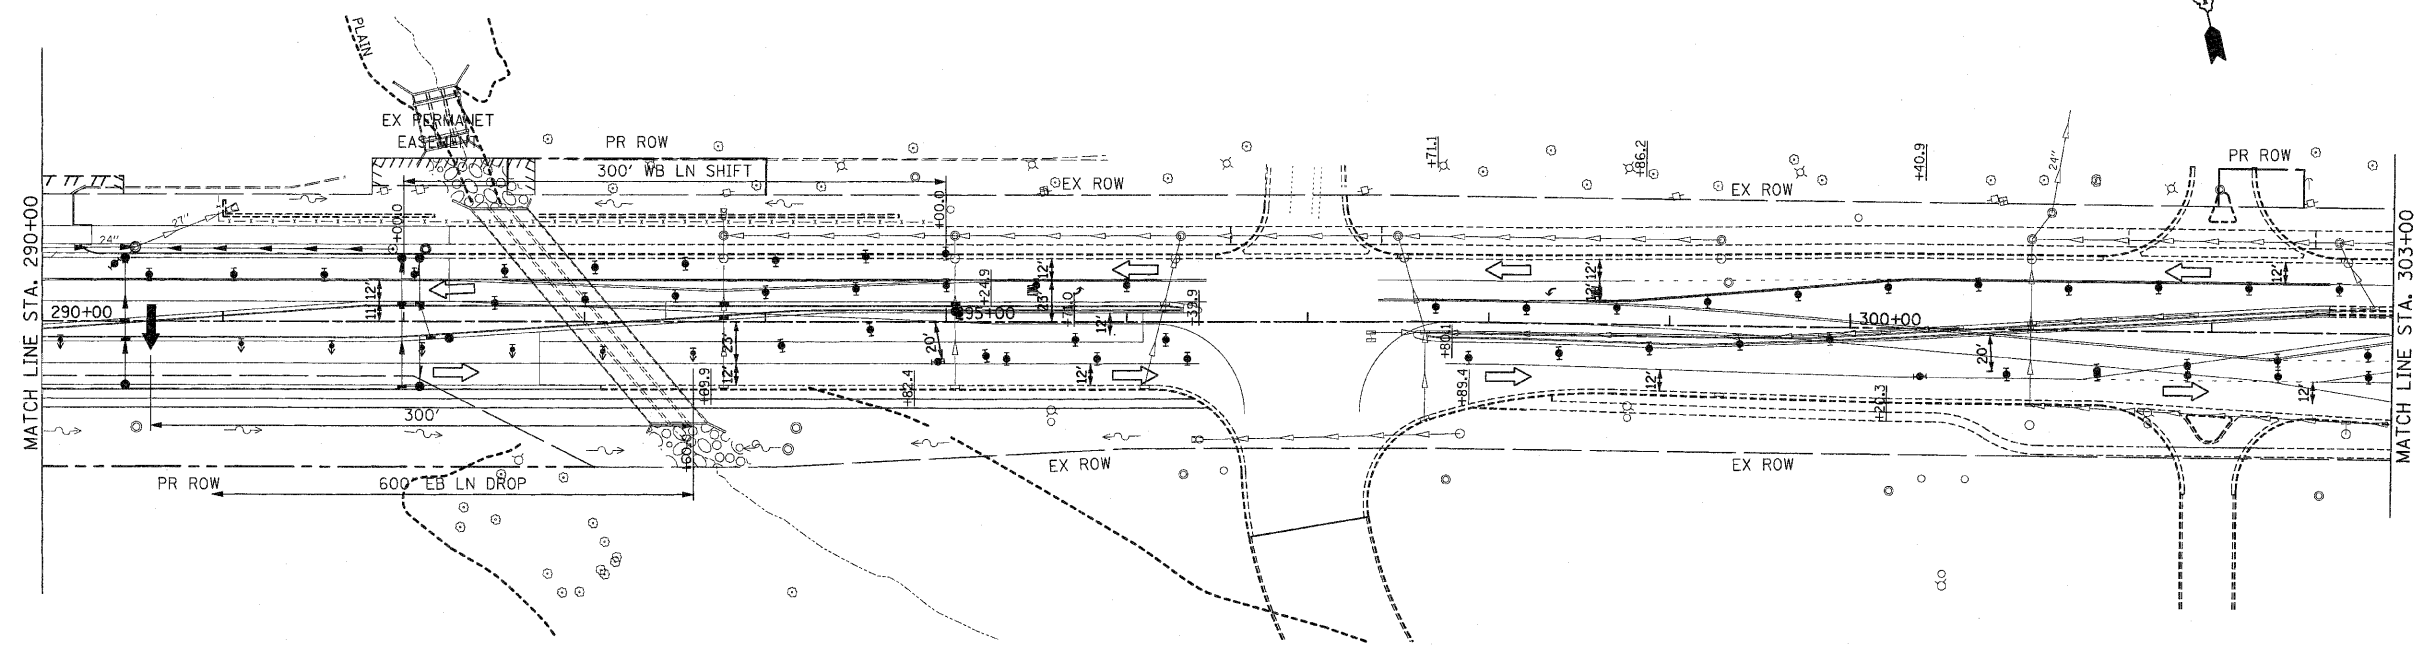 PLAIN
EX PERMANET
EASEMENT
PR ROW
300' WB LN SHIFT
EX ROW
+71.1
+86.2
EX ROW
+40.9
PR ROW
24"
27"
24"
+00.0
+00.0
MATCH LINE STA. 290+00
290+00
12'
11'
12'
+24.9
23'
74.0
12'
+33.9
295+00
12'
12'
300+00
12'
MATCH LINE STA. 303+00
23'
12'
20'
12'
+80.1
20'
12'
12'
+09.9
+82.4
+89.4
+20.3
300'
+60.0
EX ROW
EX ROW
PR ROW
600' EB LN DROP